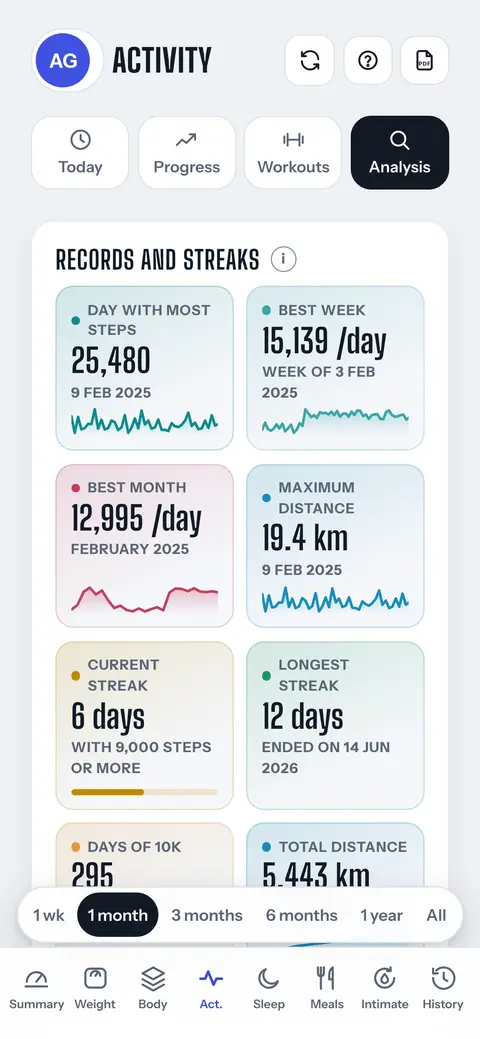 AG
ACTIVITY
PDF
Today
Progress
Workouts
Analysis
RECORDS AND STREAKS
i
DAY WITH MOST
STEPS
25,480
9 FEB 2025
BEST WEEK
15,139 /day
WEEK OF 3 FEB
2025
BEST MONTH
12,995 /day
FEBRUARY 2025
MAXIMUM
DISTANCE
19.4 km
9 FEB 2025
CURRENT
STREAK
6 days
WITH 9,000 STEPS
OR MORE
LONGEST
STREAK
12 days
ENDED ON 14 JUN
2026
DAYS OF 10K
295
TOTAL DISTANCE
5,443 km
1 wk
1 month
3 months
6 months
1 year
All
Summary
Weight
Body
Act.
Sleep
Meals
Intimate
History